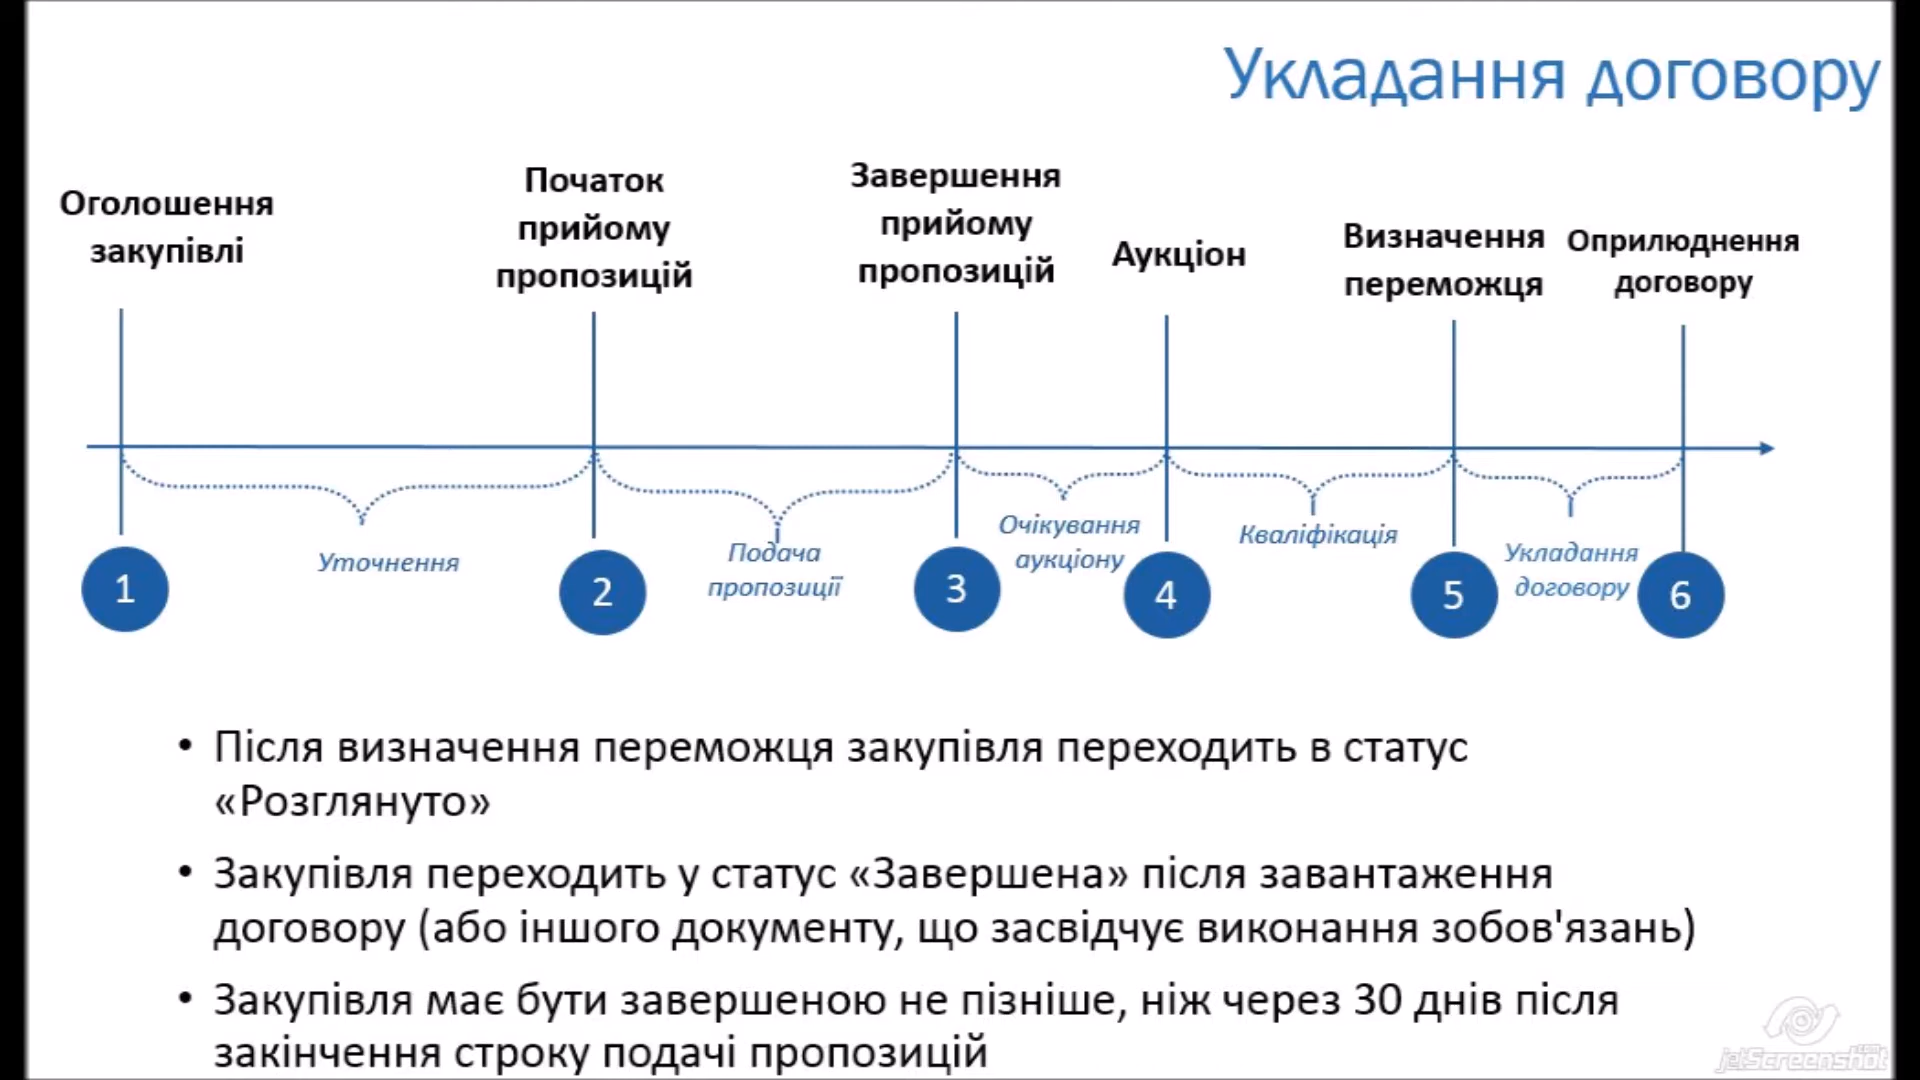 Укладання договору
Оголошення
закупівлі
Початок
прийому
пропозицій
Завершення
прийому
пропозицій
Аукціон
Визначення
переможця
Оприлюднення
договору
Уточнення
Подача
пропозиції
Очікування
аукціону
Кваліфікація
Укладання
договору
1
2
3
4
5
6
• Після визначення переможця закупівля переходить в статус
«Розглянуто»
• Закупівля переходить у статус «Завершена» після завантаження
договору (або іншого документу, що засвідчує виконання зобов'язань)
• Закупівля має бути завершеною не пізніше, ніж через 30 днів після
закінчення строку подачі пропозицій
jetScreenshot.com